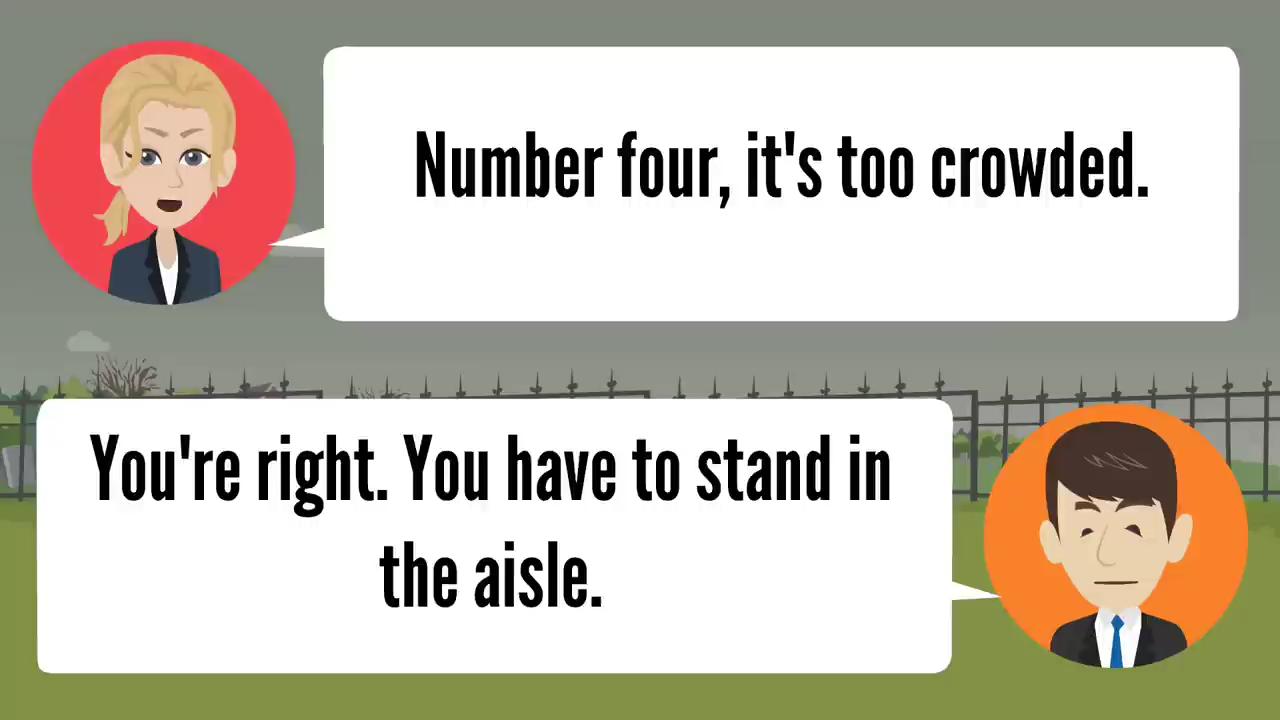 Number four, it's too crowded.
You're right. You have to stand in
the aisle.